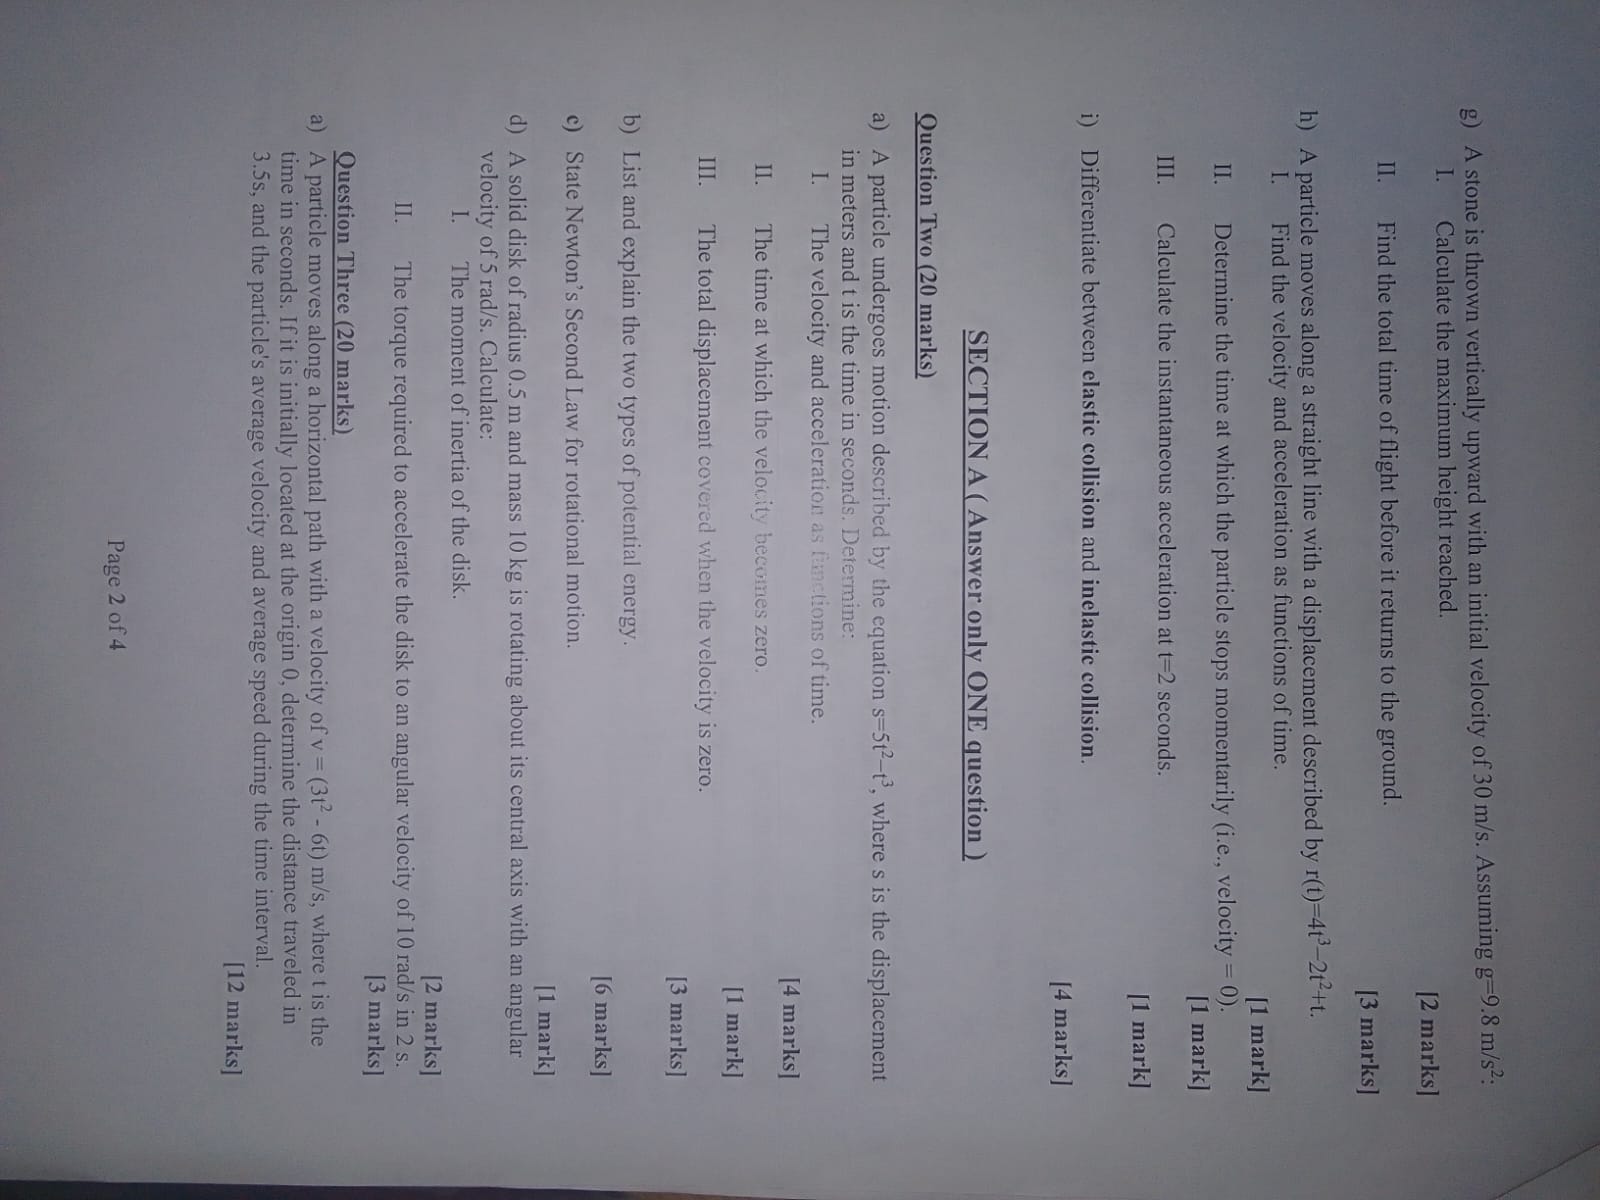 g) A stone is thrown vertically upward with an initial velocity of 30 m/s. Assuming g=9.8 m/s²:
I. Calculate the maximum height reached.
[2 marks]
II. Find the total time of flight before it returns to the ground.
[3 marks]
h) A particle moves along a straight line with a displacement described by r(t)=4t³−2t²+t.
I. Find the velocity and acceleration as functions of time.
[1 mark]
II. Determine the time at which the particle stops momentarily (i.e., velocity = 0).
[1 mark]
III. Calculate the instantaneous acceleration at t=2 seconds.
[1 mark]
i) Differentiate between elastic collision and inelastic collision.
[4 marks]
SECTION A ( Answer only ONE question )
Question Two (20 marks)
a) A particle undergoes motion described by the equation s=5t²−t³, where s is the displacement
in meters and t is the time in seconds. Determine:
I. The velocity and acceleration as functions of time.
[4 marks]
II. The time at which the velocity becomes zero.
[1 mark]
III. The total displacement covered when the velocity is zero.
[3 marks]
b) List and explain the two types of potential energy.
[6 marks]
c) State Newton's Second Law for rotational motion.
[1 mark]
d) A solid disk of radius 0.5 m and mass 10 kg is rotating about its central axis with an angular
velocity of 5 rad/s. Calculate:
I. The moment of inertia of the disk.
[2 marks]
II. The torque required to accelerate the disk to an angular velocity of 10 rad/s in 2 s.
[3 marks]
Question Three (20 marks)
a) A particle moves along a horizontal path with a velocity of v = (3t² - 6t) m/s, where t is the
time in seconds. If it is initially located at the origin 0, determine the distance traveled in
3.5s, and the particle's average velocity and average speed during the time interval.
[12 marks]
Page 2 of 4